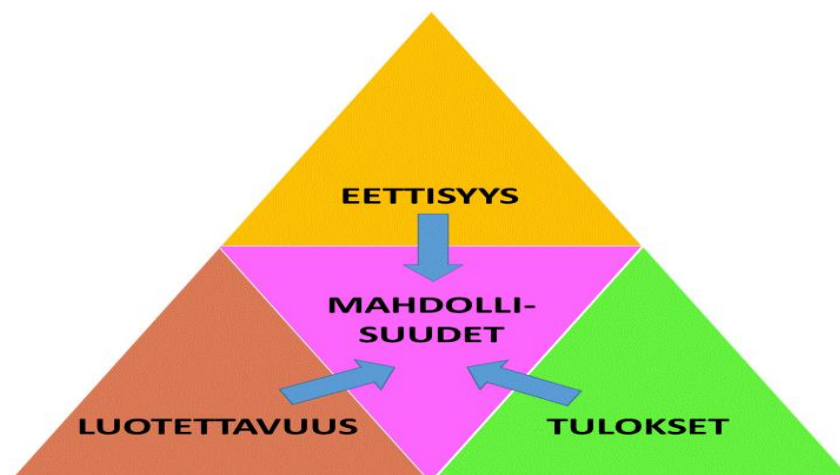 EETTISYYS
MAHDOLLI-
SUUDET
LUOTETTAVUUS
TULOKSET